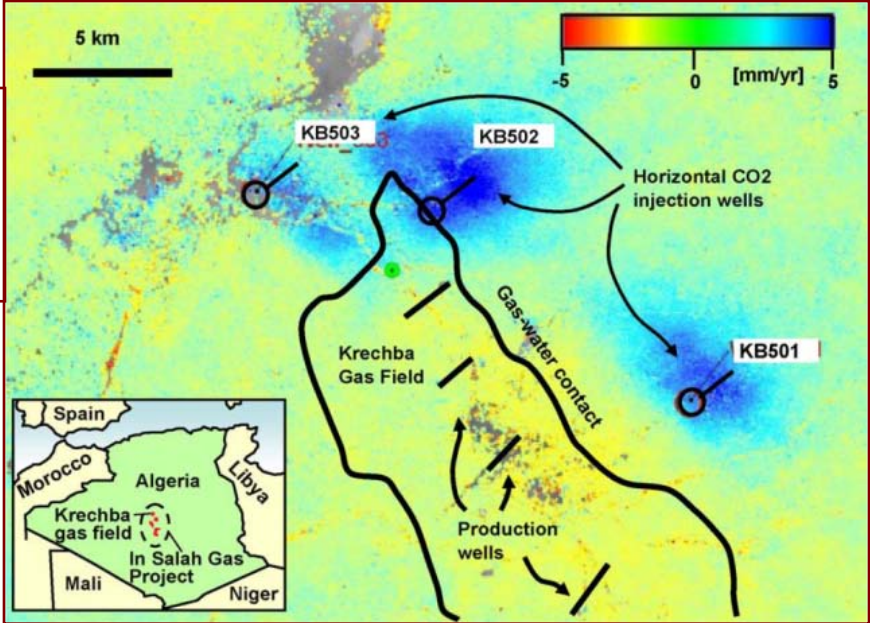 5 km
-5
0
[mm/yr]
5
KB503
KB502
Horizontal CO2
injection wells
KB501
Gas-water contact
Krechba
Gas Field
Production
wells
Spain
Morocco
Algeria
Libya
Krechba
gas field
In Salah Gas
Project
Mali
Niger